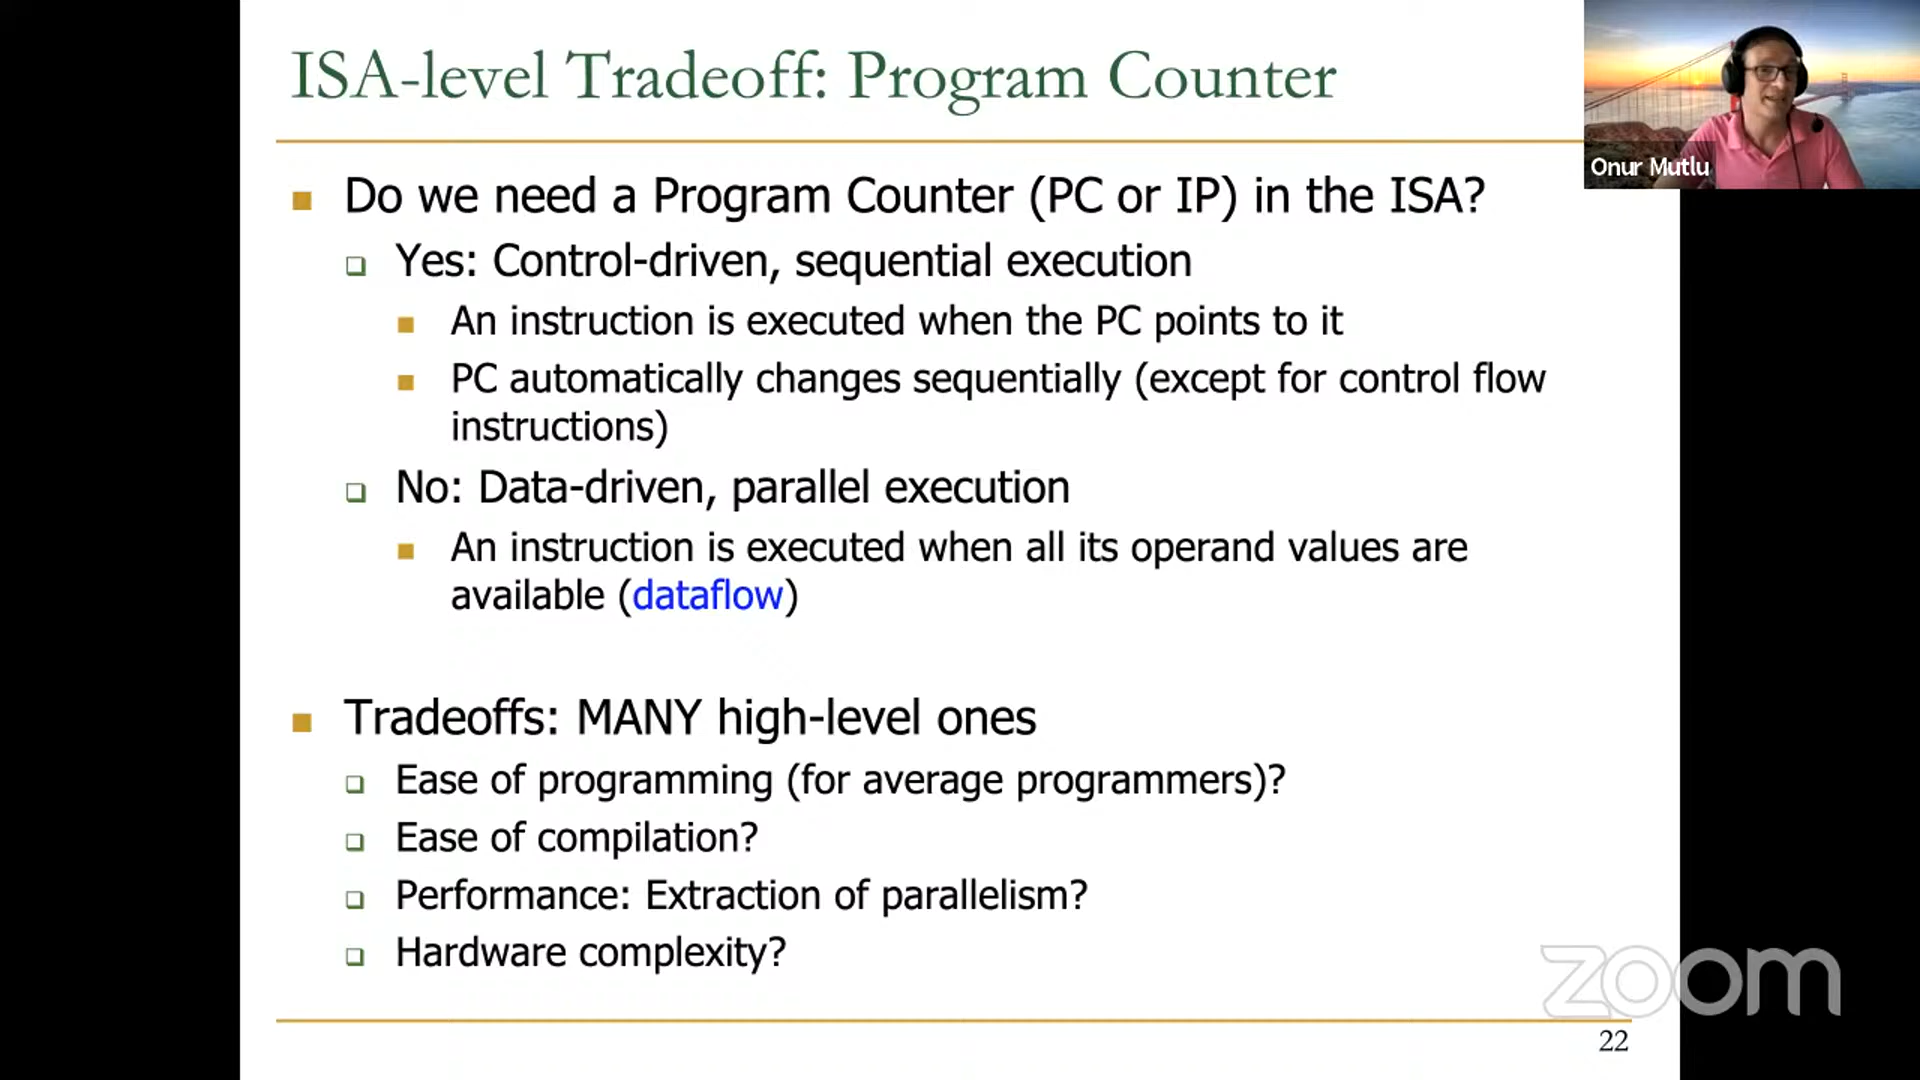 ISA-level Tradeoff: Program Counter
Onur Mutlu
Do we need a Program Counter (PC or IP) in the ISA?
Yes: Control-driven, sequential execution
An instruction is executed when the PC points to it
PC automatically changes sequentially (except for control flow
instructions)
No: Data-driven, parallel execution
An instruction is executed when all its operand values are
available (dataflow)
Tradeoffs: MANY high-level ones
Ease of programming (for average programmers)?
Ease of compilation?
Performance: Extraction of parallelism?
Hardware complexity?
zoom
22